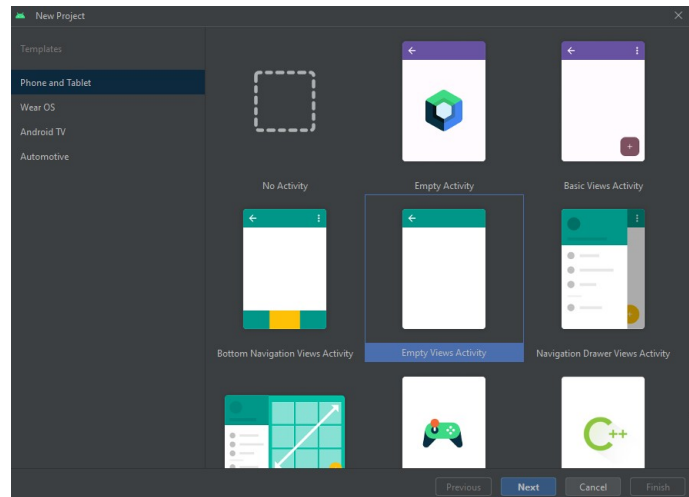 New Project
Templates
Phone and Tablet
Wear OS
Android TV
Automotive
No Activity
Empty Activity
Basic Views Activity
Bottom Navigation Views Activity
Empty Views Activity
Navigation Drawer Views Activity
C++
Previous
Next
Cancel
Finish